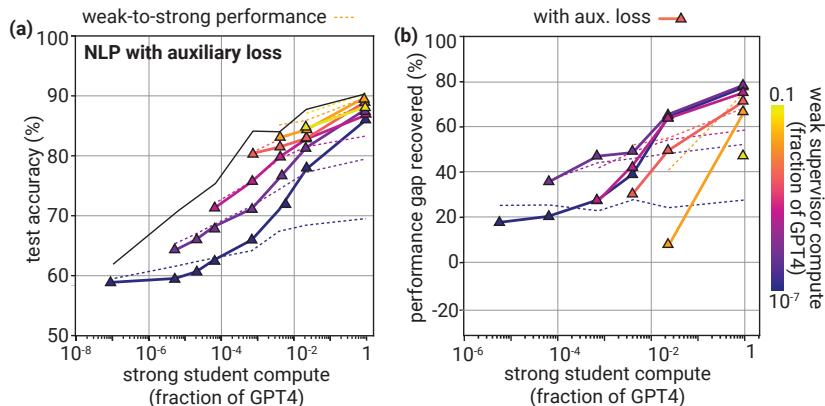 weak-to-strong performance
with aux. loss
(a)
NLP with auxiliary loss
test accuracy (%)
100
90
80
70
60
50
10-8
10-6
10-4
10-2
1
strong student compute
(fraction of GPT4)
(b)
performance gap recovered (%)
100
80
60
40
20
0
-20
10-6
10-4
10-2
1
strong student compute
(fraction of GPT4)
0.1
10-7
weak supervisor compute
(fraction of GPT4)